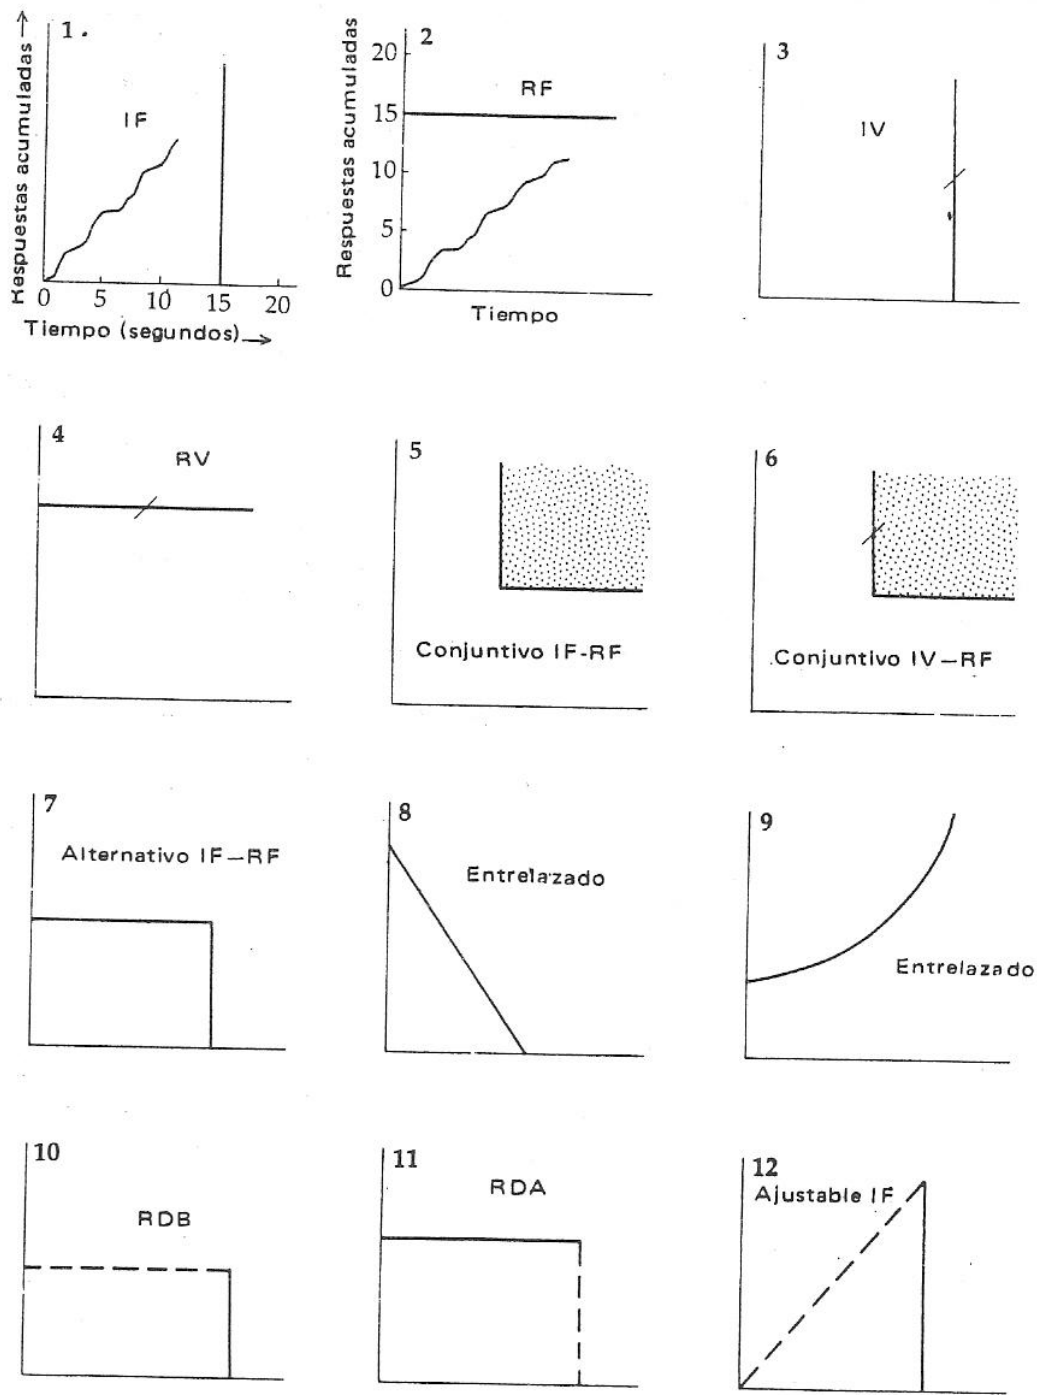 1.
Respuestas acumuladas →
IF
0 5 10 15 20
Tiempo (segudos) →
2
Respuestas acumuladas
20
15
10
5
0
RF
Tiempo
3
IV
4
RV
5
Conjuntivo IF-RF
6
Conjuntivo IV-RF
7
Alternativo IF-RF
8
Entrelazado
9
Entrelazado
10
RDB
11
RDA
12
Ajustable IF